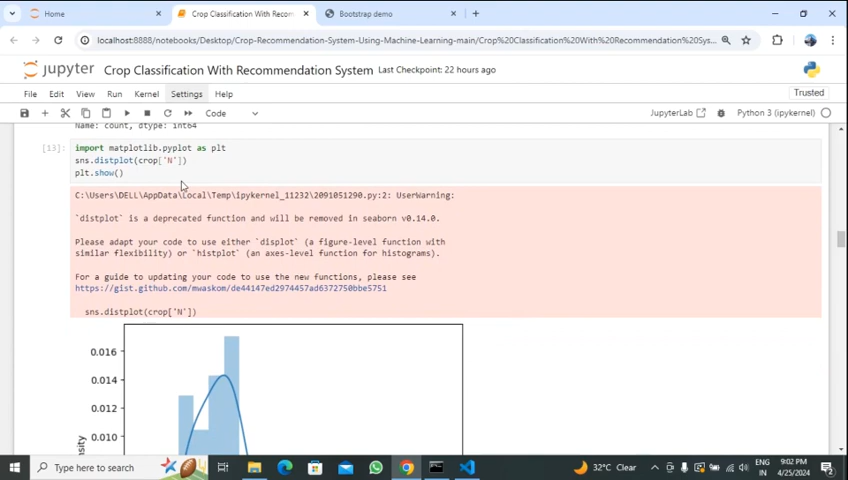 Home
Crop Classification With Recom
Bootstrap demo
localhost:8888/notebooks/Desktop/Crop-Recommendation-System-Using-Machine-Learning-main/Crop%20Classification%20With%20Recommendation%20Sys...
jupyter Crop Classification With Recommendation System Last Checkpoint: 22 hours ago
File Edit View Run Kernel Settings Help Trusted
Code JupyterLab Python 3 (ipykernel)
Name: count, dtype: int64
[13]: import matplotlib.pyplot as plt
sns.distplot(crop['N'])
plt.show()
C:\Users\DELL\AppData\Local\Temp\ipykernel_11232\2091051290.py:2: UserWarning:
`distplot` is a deprecated function and will be removed in seaborn v0.14.0.
Please adapt your code to use either `displot` (a figure-level function with
similar flexibility) or `histplot` (an axes-level function for histograms).
For a guide to updating your code to use the new functions, please see
https://gist.github.com/mwaskom/de44147ed2974457ad6372750bbe5751
sns.distplot(crop['N'])
0.016
0.014
0.012
0.010
Type here to search
32°C Clear
ENG
IN
9:02 PM
4/25/2024
2